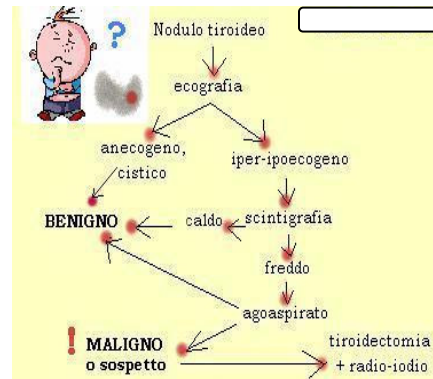 ?
Nodulo tiroideo
ecografia
anecogeno,
cistico
iper-ipoecogeno
BENIGNO
caldo
scintigrafia
freddo
agoaspirato
! MALIGNO
o sospetto
tiroidectomia
+ radio-iodio